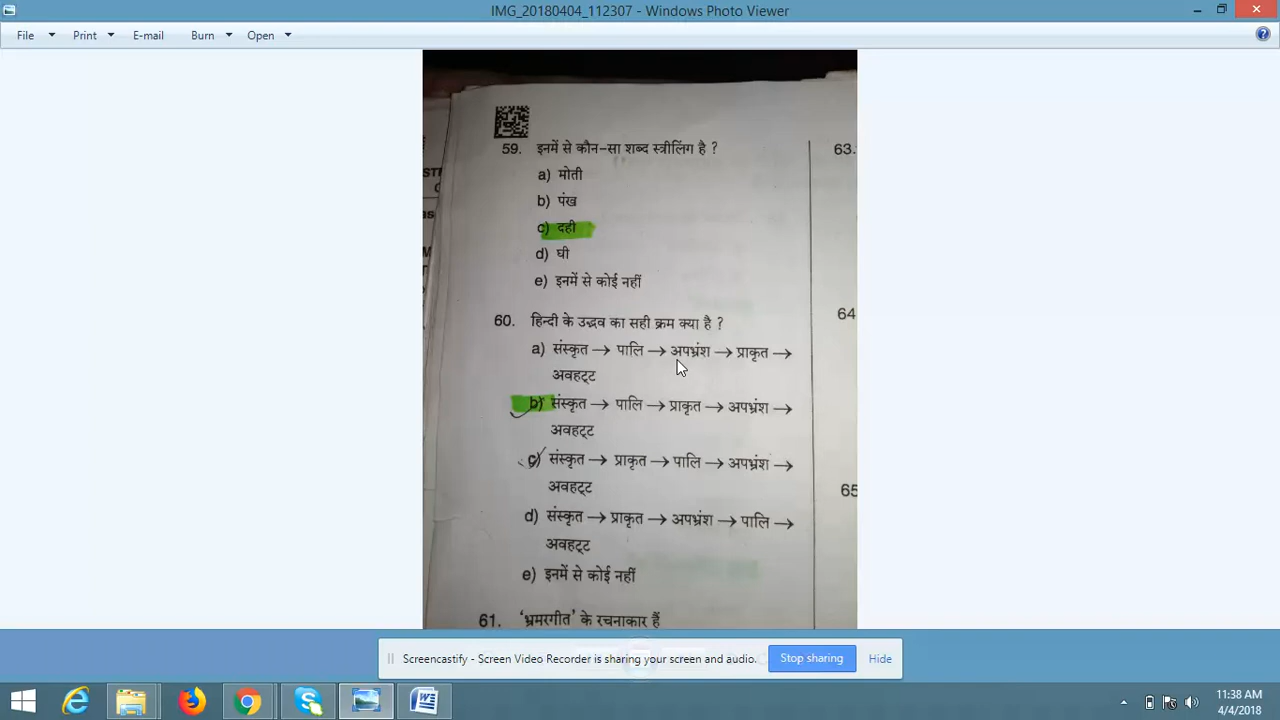 IMG_20180404_112307 - Windows Photo Viewer
File Print E-mail Burn Open
59. इनमें से कौन-सा शब्द स्त्रीलिंग है ?
a) मोती
b) पंख
c) दही
d) घी
e) इनमें से कोई नहीं
60. हिन्दी के उद्भव का सही क्रम क्या है ?
a) संस्कृत → पालि → अपभ्रंश → प्राकृत →
अवहट्ट
b) संस्कृत → पालि → प्राकृत → अपभ्रंश →
अवहट्ट
c) संस्कृत → प्राकृत → पालि → अपभ्रंश →
अवहट्ट
d) संस्कृत → प्राकृत → अपभ्रंश → पालि →
अवहट्ट
e) इनमें से कोई नहीं
61. 'भ्रमरगीत' के रचनाकार हैं
63.
64
65
Screencastify - Screen Video Recorder is sharing your screen and audio. Stop sharing Hide
11:38 AM
4/4/2018